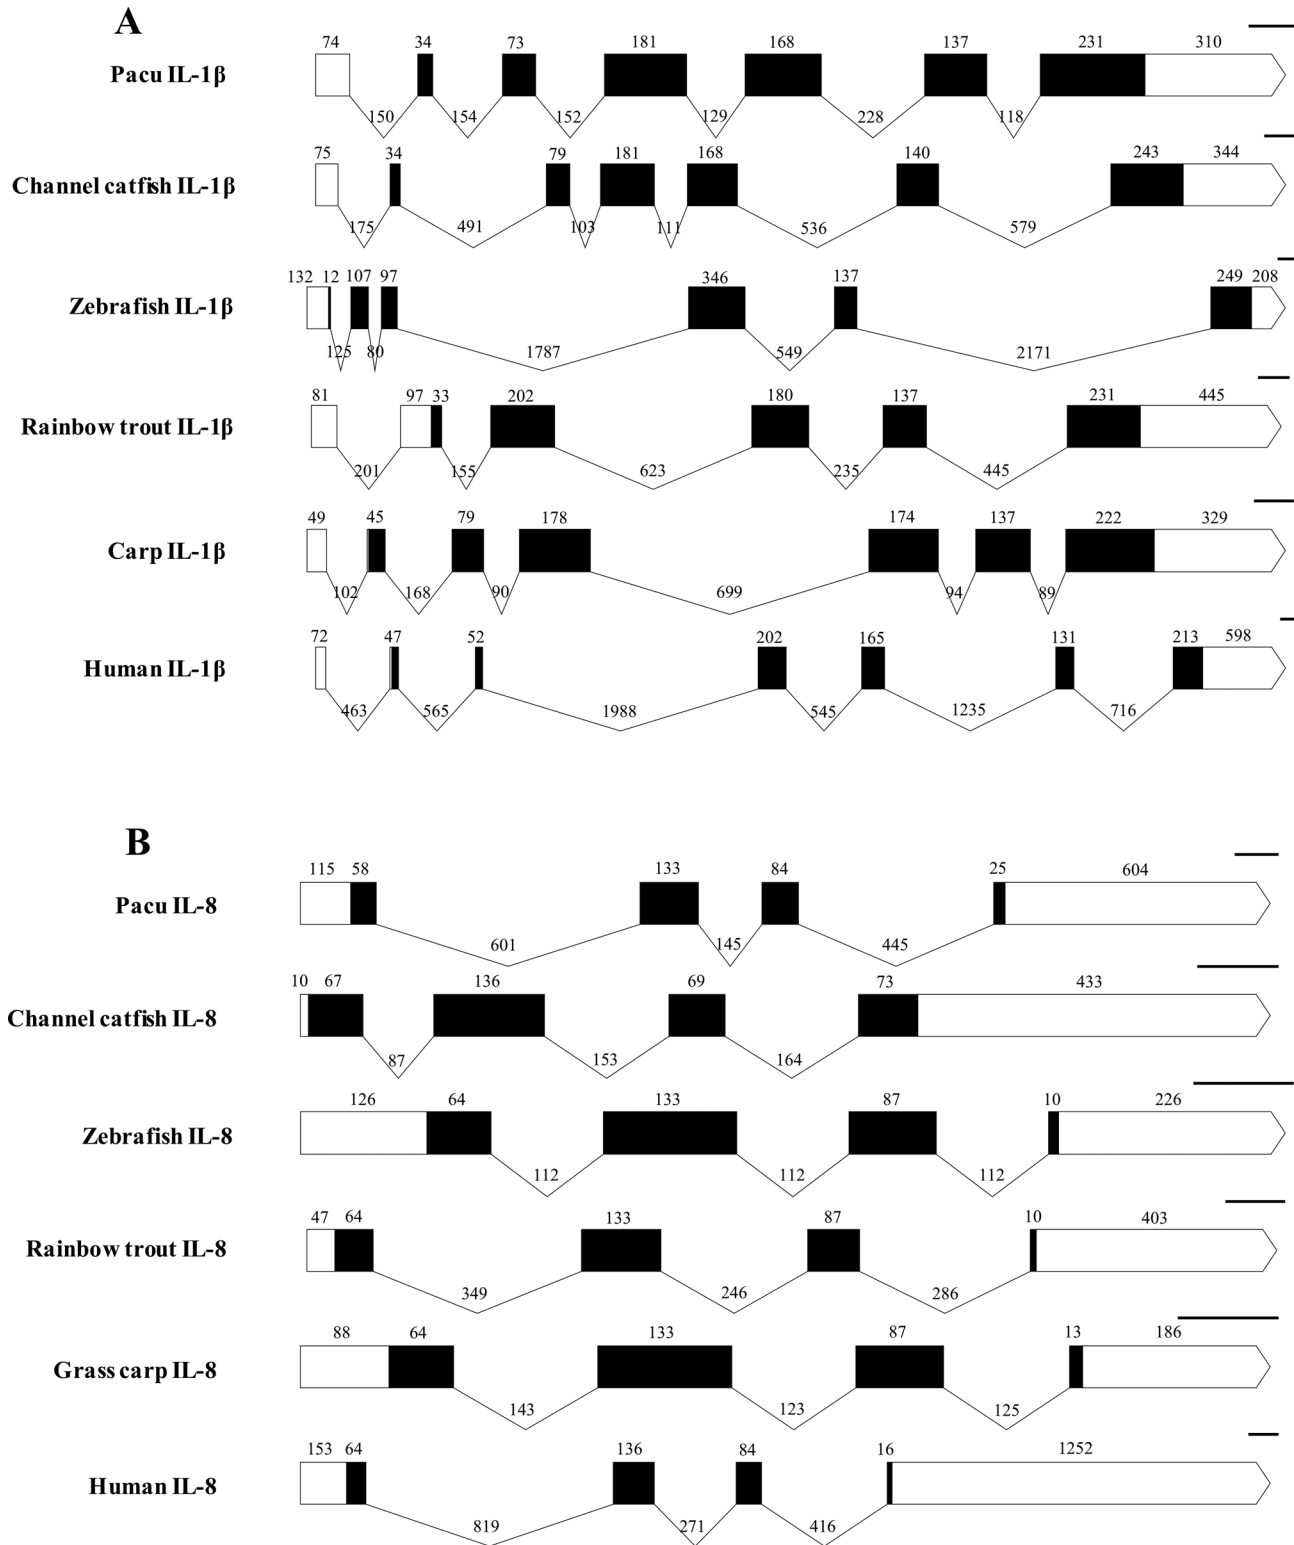 A
74 34 73 181 168 137 231 310
Pacu IL-1β
150 154 152 129 228 118
75 34 79 181 168 140 243 344
Channel catfish IL-1β
175 491 103 111 536 579
132 12 107 97 346 137 249 208
Zebrafish IL-1β
125 80 1787 549 2171
81 97 33 202 180 137 231 445
Rainbow trout IL-1β
201 155 623 235 445
49 45 79 178 174 137 222 329
Carp IL-1β
102 168 90 699 94 89
72 47 52 202 165 131 213 598
Human IL-1β
463 565 1988 545 1235 716
B
115 58 133 84 25 604
Pacu IL-8
601 145 445
10 67 136 69 73 433
Channel catfish IL-8
87 153 164
126 64 133 87 10 226
Zebrafish IL-8
112 112 112
47 64 133 87 10 403
Rainbow trout IL-8
349 246 286
88 64 133 87 13 186
Grass carp IL-8
143 123 125
153 64 136 84 16 1252
Human IL-8
819 271 416